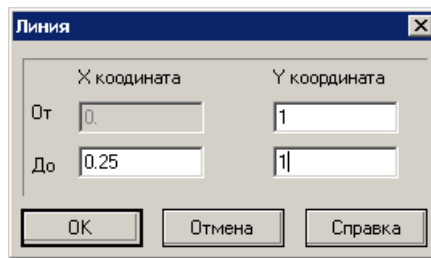 Линия
X коодината Y координата
От 0. 1
До 0.25 1
OK Отмена Справка